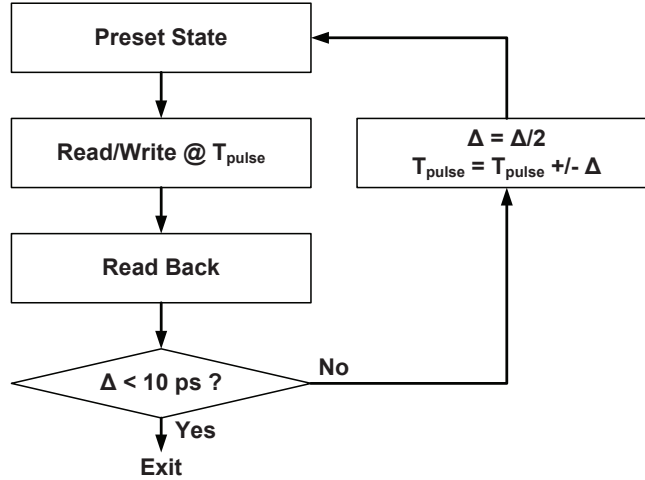 Preset State
Read/Write @ Tpulse
Δ = Δ/2
Tpulse = Tpulse +/- Δ
Read Back
Δ < 10 ps ?
No
Yes
Exit